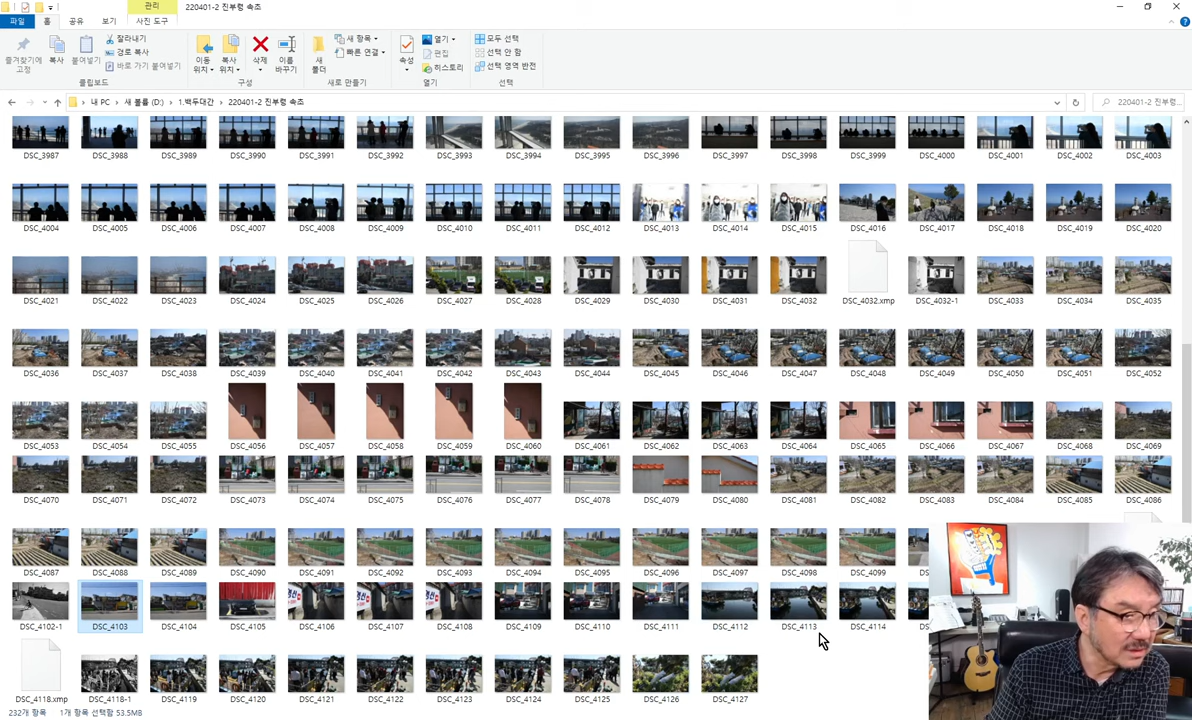 관리
220401-2 진부령 속초
파일 홈 공유 보기 사진 도구
즐겨찾기에 고정
복사
붙여넣기
잘라내기
경로 복사
바로 가기 붙여넣기
클립보드
이동 위치
복사 위치
삭제
이름 바꾸기
구성
새 폴더
새 항목
빠른 연결
새로 만들기
속성
열기
편집
히스토리
열기
모두 선택
선택 안 함
선택 영역 반전
선택
내 PC > 새 볼륨 (D:) > 1.백두대간 > 220401-2 진부령 속초
220401-2 진부령...
DSC_3987 DSC_3988 DSC_3989 DSC_3990 DSC_3991 DSC_3992 DSC_3993 DSC_3994 DSC_3995 DSC_3996 DSC_3997 DSC_3998 DSC_3999 DSC_4000 DSC_4001 DSC_4002 DSC_4003
DSC_4004 DSC_4005 DSC_4006 DSC_4007 DSC_4008 DSC_4009 DSC_4010 DSC_4011 DSC_4012 DSC_4013 DSC_4014 DSC_4015 DSC_4016 DSC_4017 DSC_4018 DSC_4019 DSC_4020
DSC_4021 DSC_4022 DSC_4023 DSC_4024 DSC_4025 DSC_4026 DSC_4027 DSC_4028 DSC_4029 DSC_4030 DSC_4031 DSC_4032 DSC_4032.xmp DSC_4032-1 DSC_4033 DSC_4034 DSC_4035
DSC_4036 DSC_4037 DSC_4038 DSC_4039 DSC_4040 DSC_4041 DSC_4042 DSC_4043 DSC_4044 DSC_4045 DSC_4046 DSC_4047 DSC_4048 DSC_4049 DSC_4050 DSC_4051 DSC_4052
DSC_4053 DSC_4054 DSC_4055 DSC_4056 DSC_4057 DSC_4058 DSC_4059 DSC_4060 DSC_4061 DSC_4062 DSC_4063 DSC_4064 DSC_4065 DSC_4066 DSC_4067 DSC_4068 DSC_4069
DSC_4070 DSC_4071 DSC_4072 DSC_4073 DSC_4074 DSC_4075 DSC_4076 DSC_4077 DSC_4078 DSC_4079 DSC_4080 DSC_4081 DSC_4082 DSC_4083 DSC_4084 DSC_4085 DSC_4086
DSC_4087 DSC_4088 DSC_4089 DSC_4090 DSC_4091 DSC_4092 DSC_4093 DSC_4094 DSC_4095 DSC_4096 DSC_4097 DSC_4098 DSC_4099
DSC_4102-1 DSC_4103 DSC_4104 DSC_4105 DSC_4106 DSC_4107 DSC_4108 DSC_4109 DSC_4110 DSC_4111 DSC_4112 DSC_4113 DSC_4114
DSC_4118.xmp DSC_4118-1 DSC_4119 DSC_4120 DSC_4121 DSC_4122 DSC_4123 DSC_4124 DSC_4125 DSC_4126 DSC_4127
232개 항목 1개 항목 선택함 53.5MB